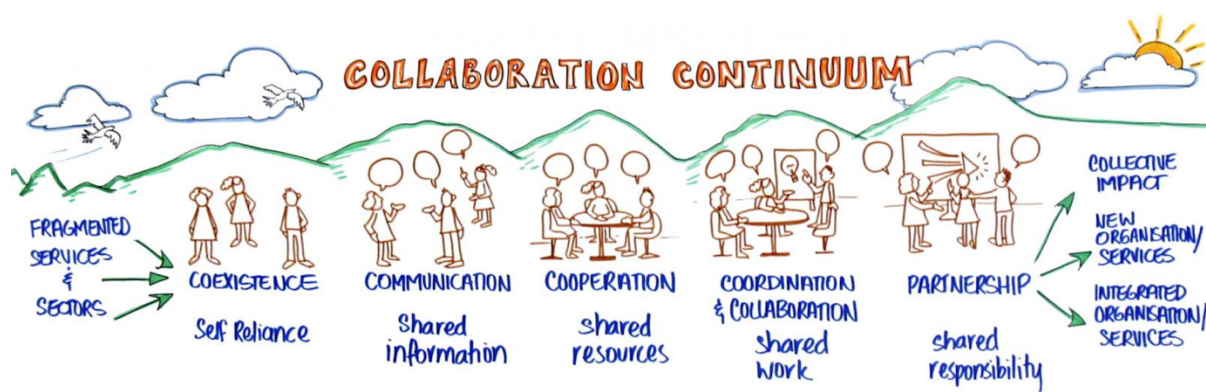 COLLABORATION CONTINUUM
FRAGMENTED
SERVICES
&
SECTORS
COEXISTENCE
Self Reliance
COMMUNICATION
Shared
information
COOPERATION
shared
resources
COORDINATION
& COLLABORATION
shared
work
PARTNERSHIP
shared
responsibility
COLLECTIVE
IMPACT
NEW
ORGANISATION/
SERVICES
INTEGRATED
ORGANISATION/
SERVICES